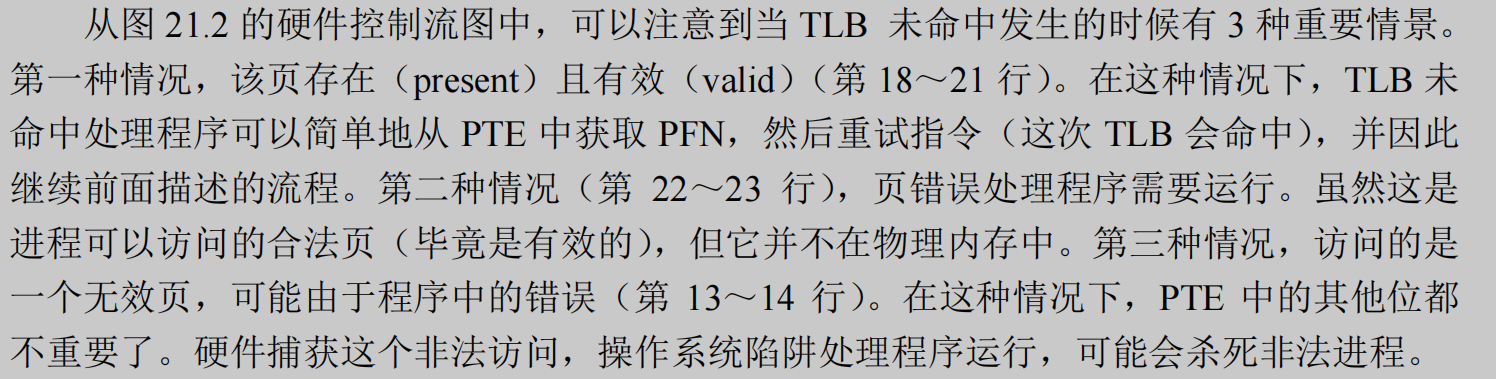 从图 21.2 的硬件控制流图中，可以注意到当 TLB 未命中发生的时候有 3 种重要情景。
第一种情况，该页存在（present）且有效（valid）（第 18～21 行）。在这种情况下，TLB 未
命中处理程序可以简单地从 PTE 中获取 PFN，然后重试指令（这次 TLB 会命中），并因此
继续前面描述的流程。第二种情况（第 22～23 行），页错误处理程序需要运行。虽然这是
进程可以访问的合法页（毕竟是有效的），但它并不在物理内存中。第三种情况，访问的是
一个无效页，可能由于程序中的错误（第 13～14 行）。在这种情况下，PTE 中的其他位都
不重要了。硬件捕获这个非法访问，操作系统陷阱处理程序运行，可能会杀死非法进程。